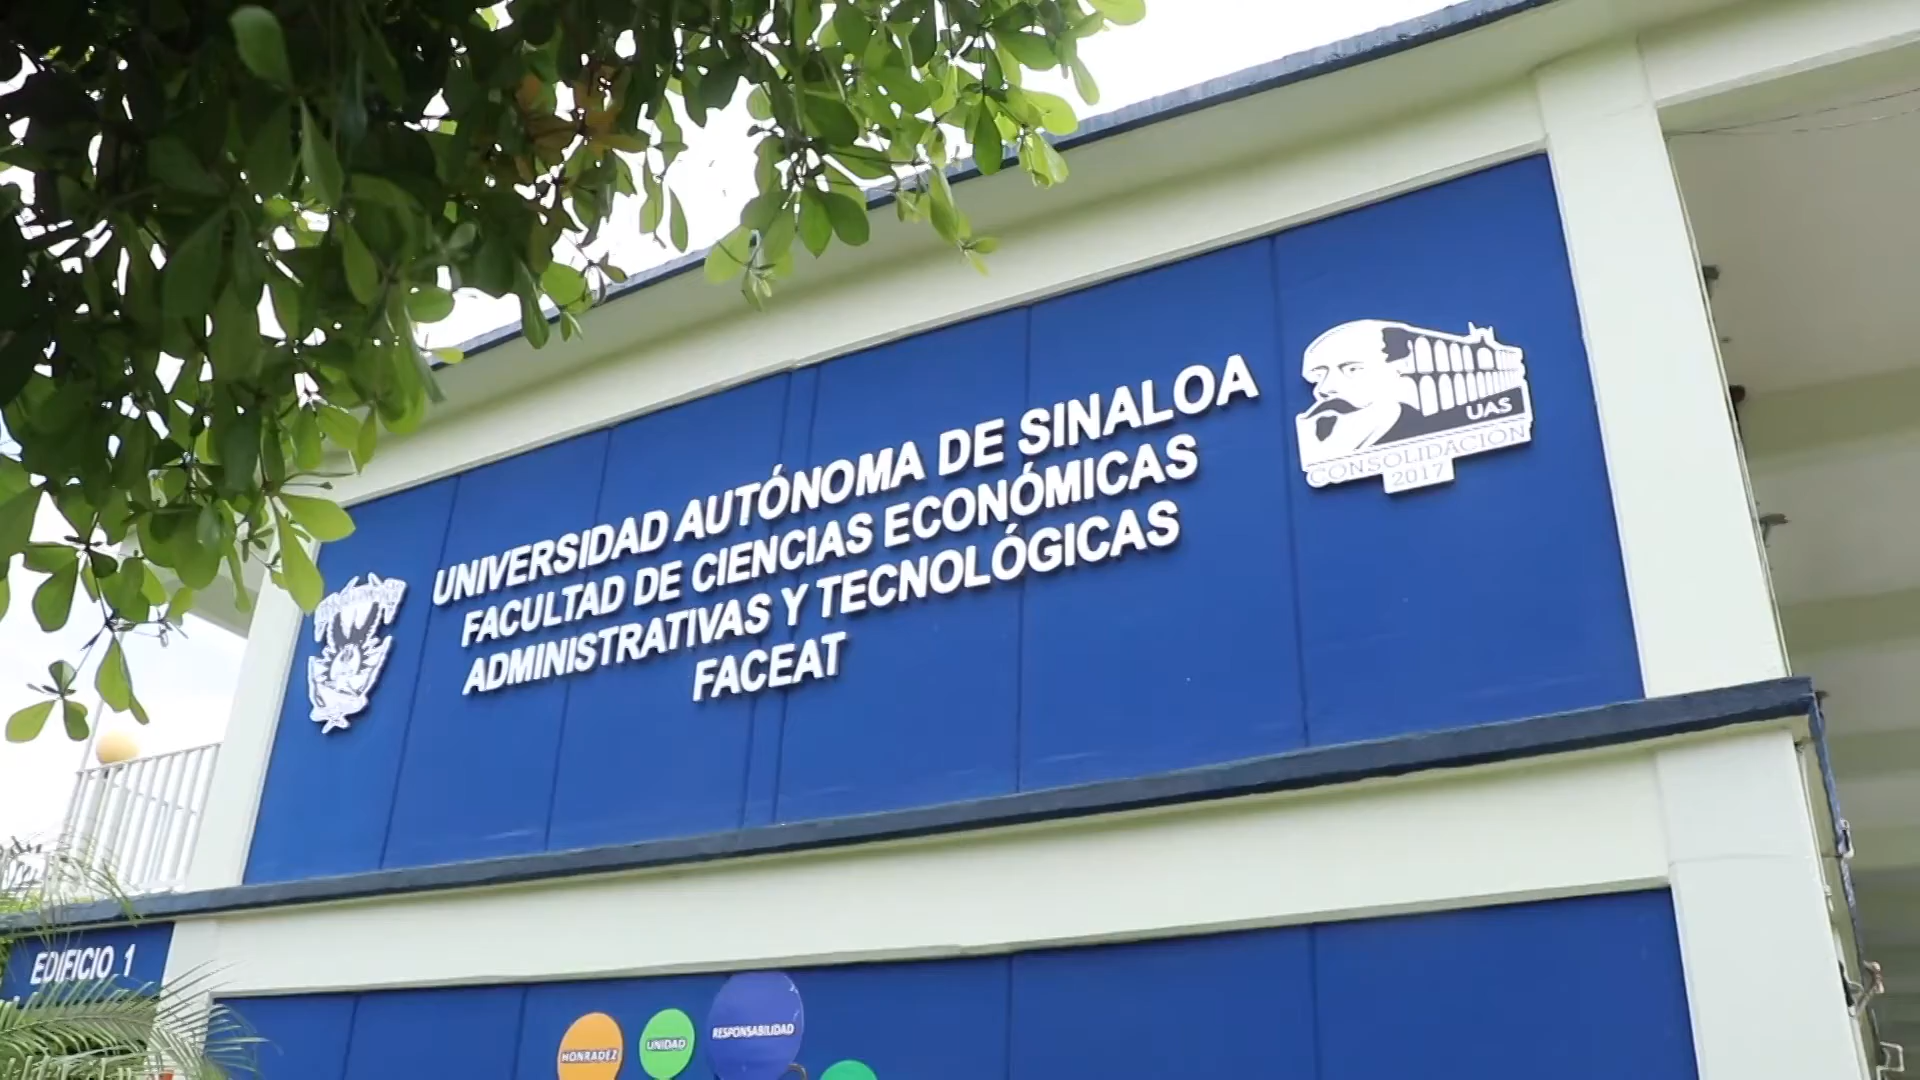 UNIVERSIDAD AUTÓNOMA DE SINALOA
FACULTAD DE CIENCIAS ECONÓMICAS
ADMINISTRATIVAS Y TECNOLÓGICAS
FACEAT
UAS
CONSOLIDACIÓN
2017
EDIFICIO 1
HONRADEZ
UNIDAD
RESPONSABILIDAD